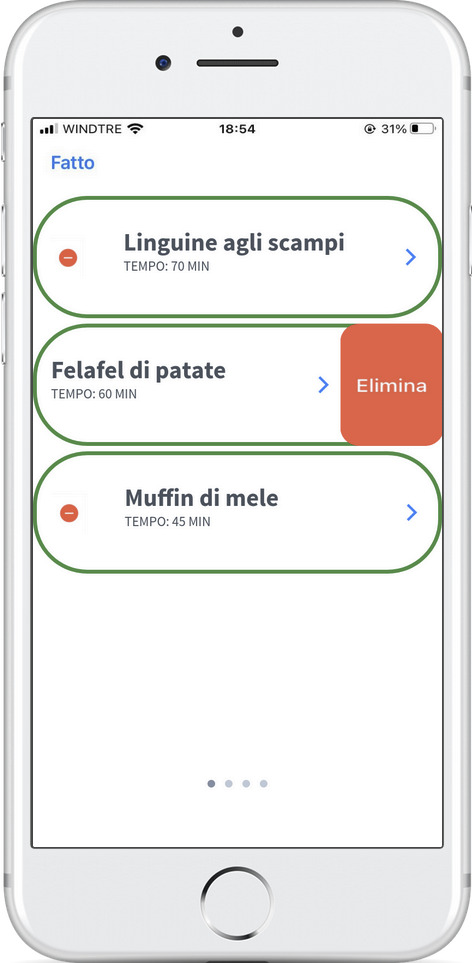 WINDTRE 18:54 31%
Fatto
Linguine agli scampi
TEMPO: 70 MIN
Felafel di patate
TEMPO: 60 MIN
Elimina
Muffin di mele
TEMPO: 45 MIN